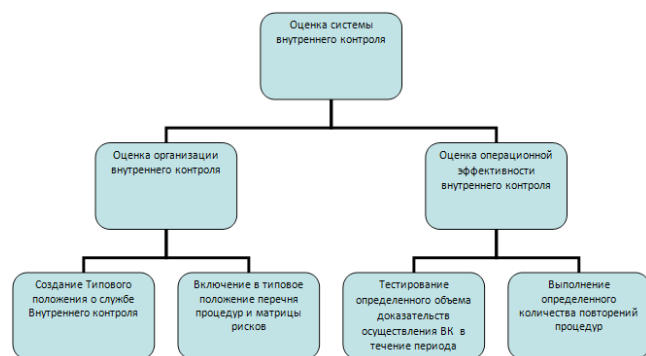 Оценка системы
внутреннего контроля
Оценка организации
внутреннего контроля
Оценка операционной
эффективности
внутреннего контроля
Создание Типового
положения о службе
Внутреннего контроля
Включение в типовое
положение перечня
процедур и матрицы
рисков
Тестирование
определенного объема
доказательств
осуществления ВК в
течение периода
Выполнение
определенного
количества повторений
процедур